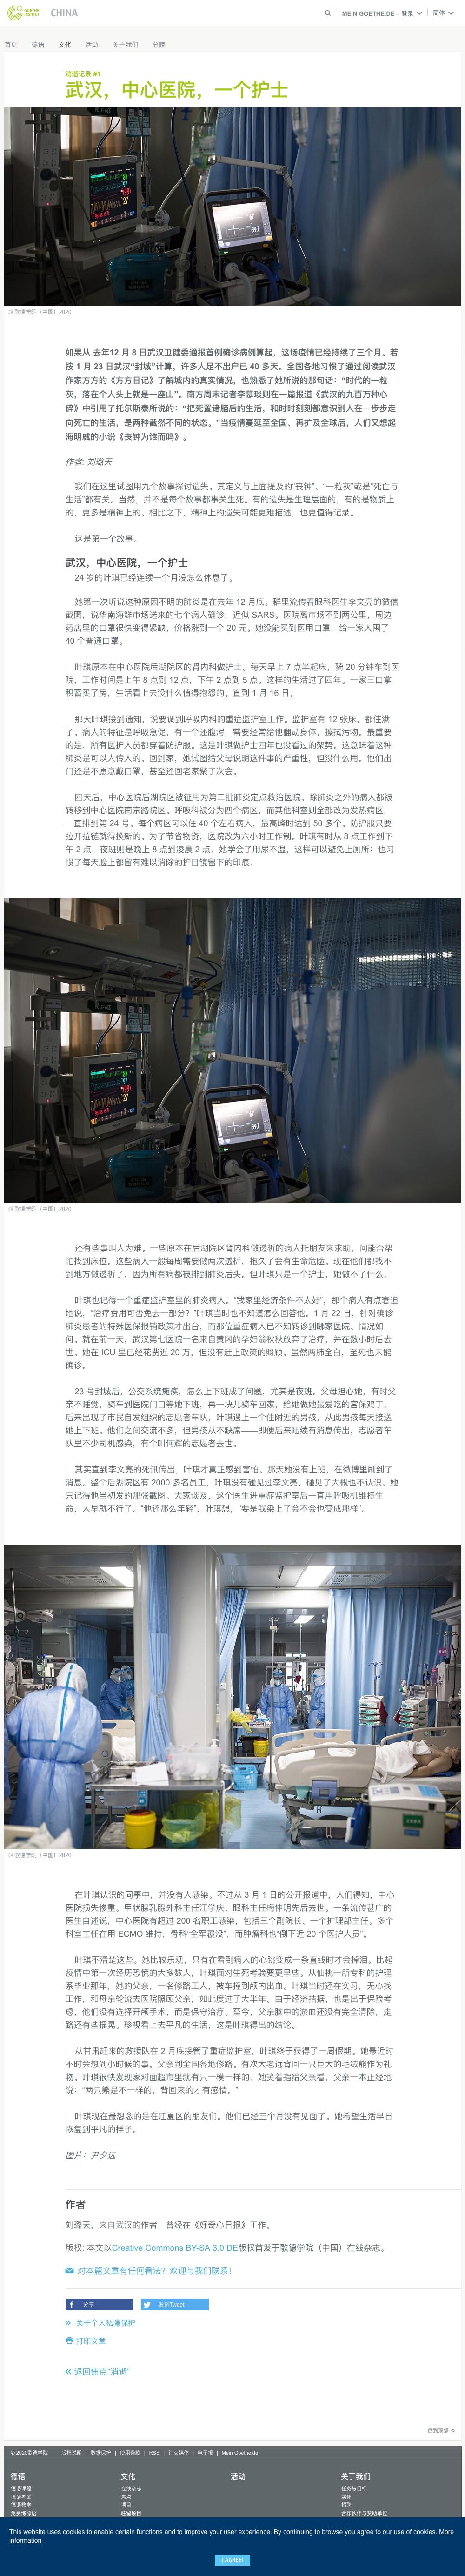 GOETHE INSTITUT
CHINA
MEIN GOETHE.DE – 登录
简体
首页 德语 文化 活动 关于我们 分院
消逝记录 #1
武汉，中心医院，一个护士
© 歌德学院（中国）2020
如果从 去年12 月 8 日武汉卫健委通报首例确诊病例算起，这场疫情已经持续了三个月。若
按 1 月 23 日武汉“封城”计算，许多人足不出户已 40 多天。全国各地习惯了通过阅读武汉
作家方方的《方方日记》了解城内的真实情况，也熟悉了她所说的那句话：“时代的一粒
灰，落在个人头上就是一座山”。南方周末记者李慕琰则在一篇报道《武汉的九百万种心
碎》中引用了托尔斯泰所说的：“把死置诸脑后的生活，和时时刻刻都意识到人在一步步走
向死亡的生活，是两种截然不同的状态。”当疫情蔓延至全国、再扩及全球后，人们又想起
海明威的小说《丧钟为谁而鸣》。
作者: 刘璐天
我们在这里试图用九个故事探讨遗失。其定义与上面提及的“丧钟”、“一粒灰”或是“死亡与
生活”都有关。当然，并不是每个故事都事关生死。有的遗失是生理层面的，有的是物质上
的，更多是精神上的。相比之下，精神上的遗失可能更难描述，也更值得记录。
这是第一个故事。
武汉，中心医院，一个护士
24 岁的叶琪已经连续一个月没怎么休息了。
她第一次听说这种原因不明的肺炎是在去年 12 月底。群里流传着眼科医生李文亮的微信
截图，说华南海鲜市场送来的七个病人确诊，近似 SARS。医院离市场不到两公里，周边
药店里的口罩很快变得紧缺，价格涨到一个 20 元。她没能买到医用口罩，给一家人囤了
40 个普通口罩。
叶琪原本在中心医院后湖院区的肾内科做护士。每天早上 7 点半起床，骑 20 分钟车到医
院，工作时间是上午 8 点到 12 点，下午 2 点到 5 点。这样的生活过了四年。一家三口拿
积蓄买了房，生活看上去没什么值得抱怨的。直到 1 月 16 日。
那天叶琪接到通知，说要调到呼吸内科的重症监护室工作。监护室有 12 张床，都住满
了。病人的特征是呼吸急促，有一个还腹泻，需要经常给他翻动身体，擦拭污物。最重要
的是，所有医护人员都穿着防护服。这是叶琪做护士四年也没看过的架势。这意味着这种
肺炎是可以人传人的。回到家，她试图给父母说明这件事的严重性，但没什么用。他们出
门还是不愿意戴口罩，甚至还回老家聚了次会。
四天后，中心医院后湖院区被征用为第二批肺炎定点救治医院。除肺炎之外的病人都被
转移到中心医院南京路院区。呼吸科被分为四个病区，而其他科室则全部改为发热病区，
一直排到第 24 号。每个病区可以住 40 个左右病人，最高峰时达到 50 多个。防护服只要
拉开拉链就得换新的。为了节省物资，医院改为六小时工作制。叶琪有时从 8 点工作到下
午 2 点，夜班则是晚上 8 点到凌晨 2 点。她学会了用尿不湿，这样可以避免上厕所；也习
惯了每天脸上都留有难以消除的护目镜留下的印痕。
© 歌德学院（中国）2020
还有些事叫人为难。一些原本在后湖院区肾内科做透析的病人托朋友来求助，问能否帮
忙找到床位。这些病人一般每周需要做两次透析，拖久了会有生命危险。现在他们都找不
到地方做透析了，因为所有病都被排到肺炎后头。但叶琪只是一个护士，她做不了什么。
叶琪也记得一个重症监护室里的肺炎病人。“我家里经济条件不太好”，那个病人有点窘迫
地说，“治疗费用可否免去一部分？”叶琪当时也不知道怎么回答他。1 月 22 日，针对确诊
肺炎患者的特殊医保报销政策才出台，而那位重症病人已不知转诊到哪家医院、情况如
何。就在前一天，武汉第七医院一名来自黄冈的孕妇翁秋秋放弃了治疗，并在数小时后去
世。她在 ICU 里已经花费近 20 万，但没有赶上政策的照顾。虽然两肺全白，至死也未能
确诊。
23 号封城后，公交系统瘫痪，怎么上下班成了问题，尤其是夜班。父母担心她，有时父
亲不睡觉，骑车到医院门口等她下班，再一块儿骑车回家，给她做她最爱吃的宫保鸡丁。
后来出现了市民自发组织的志愿者车队，叶琪遇上一个住附近的男孩，从此男孩每天接送
她上下班。他们之间交流不多，但男孩从不缺席——即便后来陆续有消息传出，志愿者车
队里不少司机感染，有个叫何辉的志愿者去世。
其实直到李文亮的死讯传出，叶琪才真正感到害怕。那天她没有上班，在微博里刷到了
消息。整个后湖院区有 2000 多名员工，叶琪没有碰见过李文亮，碰见了大概也不认识。她
只记得他当初发的那张截图。大家谈及，这个医生进重症监护室后一直用呼吸机维持生
命，人早就不行了。“他还那么年轻”，叶琪想，“要是我染上了会不会也变成那样”。
© 歌德学院（中国）2020
在叶琪认识的同事中，并没有人感染。不过从 3 月 1 日的公开报道中，人们得知，中心
医院损失惨重。甲状腺乳腺外科主任江学庆、眼科主任梅仲明先后去世。一条流传甚广的
医生自述说，中心医院有超过 200 名职工感染，包括三个副院长、一个护理部主任。多个
科室主任在用 ECMO 维持，骨科“全军覆没”，而肿瘤科也“倒下近 20 个医护人员”。
叶琪不清楚这些。她比较乐观，只有在看到病人的心跳变成一条直线时才会掉泪。比起
疫情中第一次经历恐慌的大多数人，叶琪面对生死考验要更早些。从仙桃一所专科的护理
系毕业那年，她的父亲，一名修路工人，被车撞到颅内出血。叶琪当时还在实习，无心找
工作，和母亲轮流去医院照顾父亲，如此度过了大半年。由于经济拮据，也是出于保险考
虑，他们没有选择开颅手术，而是保守治疗。至今，父亲脑中的淤血还没有完全清除，走
路还有些摇晃。珍视看上去平凡的生活，这是叶琪得出的结论。
从甘肃赶来的救援队在 2 月底接管了重症监护室，叶琪终于获得了一周假期。她最近时
不时会想到小时候的事。父亲到全国各地修路。有次大老远背回一只巨大的毛绒熊作为礼
物。叶琪很快发现家对面超市里就有只一模一样的。她笑着指给父亲看，父亲一本正经地
说：“两只熊是不一样的，背回来的才有感情。”
叶琪现在最想念的是在江夏区的朋友们。他们已经三个月没有见面了。她希望生活早日
恢复到平凡的样子。
图片：尹夕远
作者
刘璐天，来自武汉的作者，曾经在《好奇心日报》工作。
版权: 本文以Creative Commons BY-SA 3.0 DE版权首发于歌德学院（中国）在线杂志。
对本篇文章有任何看法？欢迎与我们联系！
分享 发送Tweet
关于个人私隐保护
打印文章
返回焦点“消逝”
回到顶部
© 2020歌德学院 版权说明 | 数据保护 | 使用条款 | RSS | 社交媒体 | 电子报 | Mein Goethe.de
德语 文化 活动 关于我们
德语课程 在线杂志 任务与目标
德语考试 焦点 媒体
德语教学 项目 招聘
免费练德语 驻留项目 合作伙伴与赞助单位
This website uses cookies to enable certain functions and to improve your user experience. By continuing to browse you agree to our use of cookies. More
information
I AGREE!